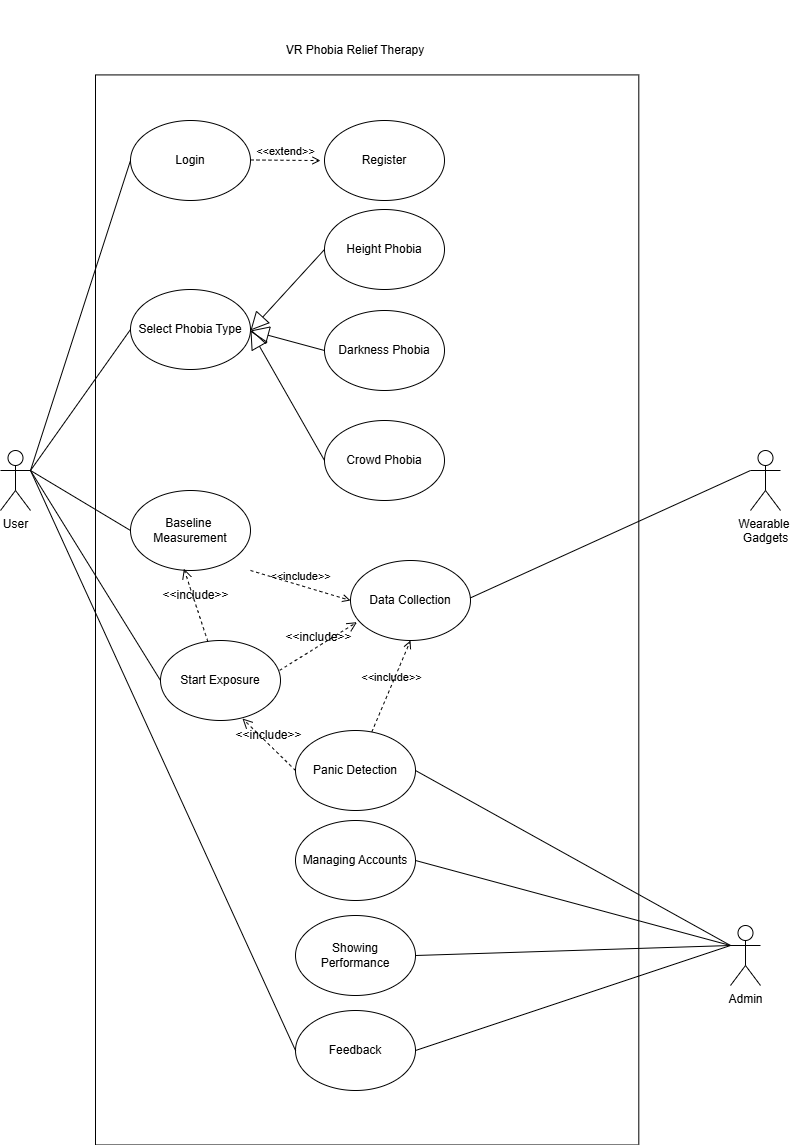 VR Phobia Relief Therapy
Login
<<extend>>
Register
Height Phobia
Select Phobia Type
Darkness Phobia
Crowd Phobia
User
Wearable
Gadgets
Baseline
Measurement
<<include>>
<<include>>
Data Collection
<<include>>
Start Exposure
<<include>>
<<include>>
Panic Detection
Managing Accounts
Showing
Performance
Admin
Feedback